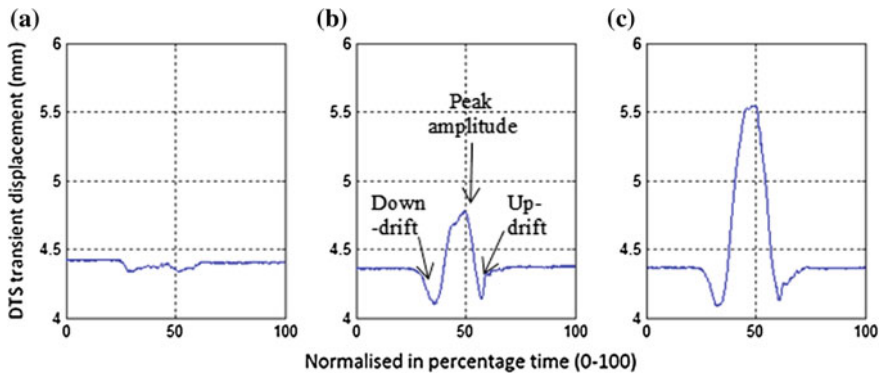 (a)
(b)
(c)
DTS transient displacement (mm)
6
5.5
5
4.5
4
0
50
100
6
5.5
5
4.5
4
0
50
100
Peak
amplitude
Down
-drift
Up-
drift
6
5.5
5
4.5
4
0
50
100
Normalised in percentage time (0-100)